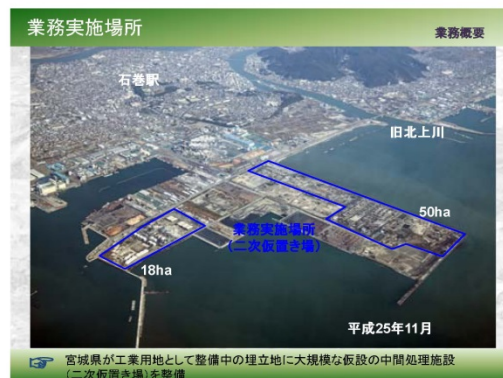 業務実施場所
業務概要
石巻駅
旧北上川
50ha
業務実施場所
(二次仮置き場)
18ha
平成25年11月
宮城県が工業用地として整備中の埋立地に大規模な仮設の中間処理施設
(二次仮置き場)を整備